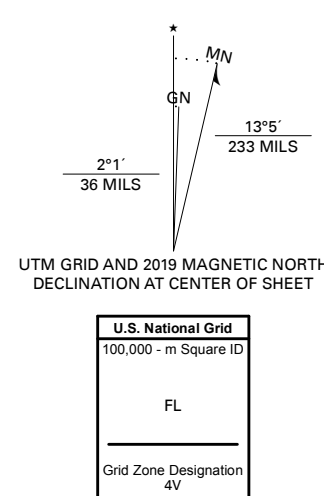 ★
MN
GN
13°5´
233 MILS
2°1´
36 MILS
UTM GRID AND 2019 MAGNETIC NORTH
DECLINATION AT CENTER OF SHEET
U.S. National Grid
100,000 - m Square ID
FL
Grid Zone Designation
4V